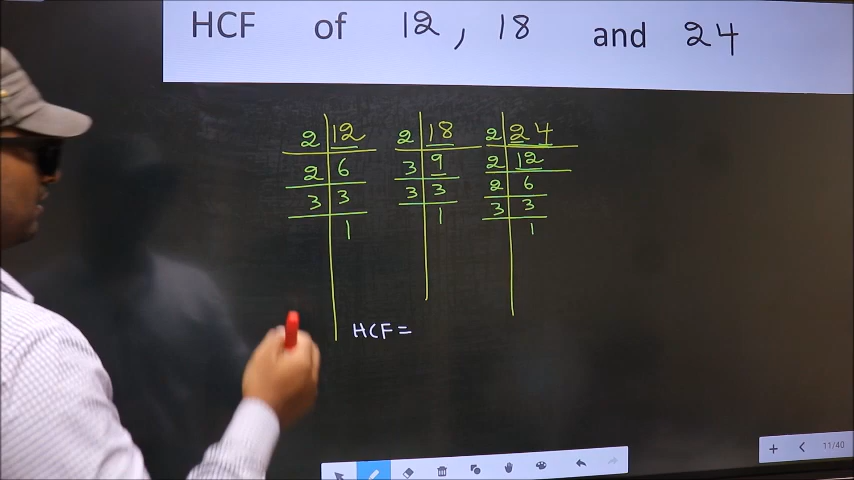 HCF of 12, 18 and 24
2 12 2 18 2 24
2 6 3 9 2 12
3 3 3 3 2 6
1 1 3 3
1
HCF =
11/40